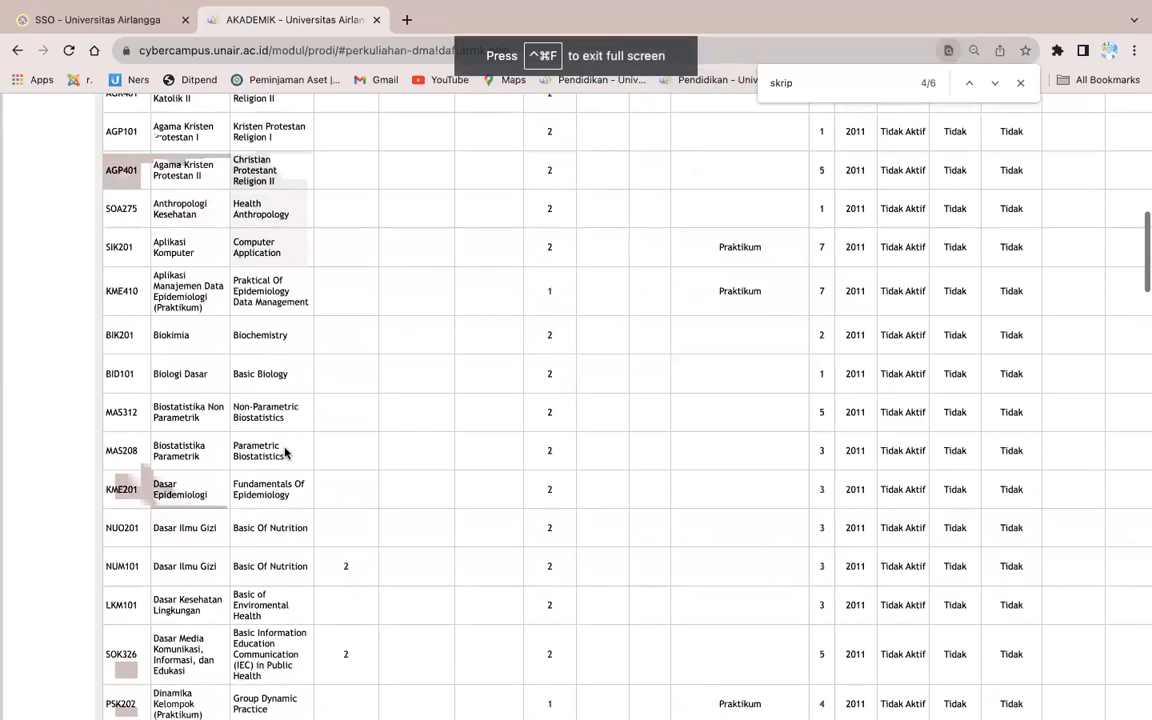 SSO - Universitas Airlangga
AKADEMIK - Universitas Airlan
cybercampus.unair.ac.id/modul/prodi/#perkuliahan-dma!daf
Press ^⌘F to exit full screen
Apps
r.
Ners
Ditpend
Peminjaman Aset |...
Gmail
YouTube
Maps
Pendidikan - Univ...
Pendidikan - Univ
All Bookmarks
skrip 4/6
Katolik II Religion II
AGP101 Agama Kristen Kristen Protestan 2 1 2011 Tidak Aktif Tidak Tidak
otestan I Religion I
AGP401 Agama Kristen Christian 2 5 2011 Tidak Aktif Tidak Tidak
Protestan II Protestant
Religion II
SOA275 Anthropologi Health 2 1 2011 Tidak Aktif Tidak Tidak
Kesehatan Anthropology
SIK201 Aplikasi Computer 2 Praktikum 7 2011 Tidak Aktif Tidak Tidak
Komputer Application
KME410 Aplikasi Praktical Of 1 Praktikum 7 2011 Tidak Aktif Tidak Tidak
Manajemen Data Epidemiology
Epidemiologi Data Management
(Praktikum)
BIK201 Biokimia Biochemistry 2 2 2011 Tidak Aktif Tidak Tidak
BID101 Biologi Dasar Basic Biology 2 1 2011 Tidak Aktif Tidak Tidak
MAS312 Biostatistika Non Non-Parametric 2 5 2011 Tidak Aktif Tidak Tidak
Parametrik Biostatistics
MAS208 Biostatistika Parametric 2 3 2011 Tidak Aktif Tidak Tidak
Parametrik Biostatistics
KME201 Dasar Fundamentals Of 2 3 2011 Tidak Aktif Tidak Tidak
Epidemiologi Epidemiology
NUO201 Dasar Ilmu Gizi Basic Of Nutrition 2 3 2011 Tidak Aktif Tidak Tidak
NUM101 Dasar Ilmu Gizi Basic Of Nutrition 2 2 3 2011 Tidak Aktif Tidak Tidak
LKM101 Dasar Kesehatan Basic of 2 3 2011 Tidak Aktif Tidak Tidak
Lingkungan Enviromental
Health
SOK326 Dasar Media Basic Information 2 2 5 2011 Tidak Aktif Tidak Tidak
Komunikasi, Education
Informasi, dan Communication
Edukasi (IEC) in Public
Health
PSK202 Dinamika Group Dynamic 1 Praktikum 4 2011 Tidak Aktif Tidak Tidak
Kelompok Practice
(Praktikum)